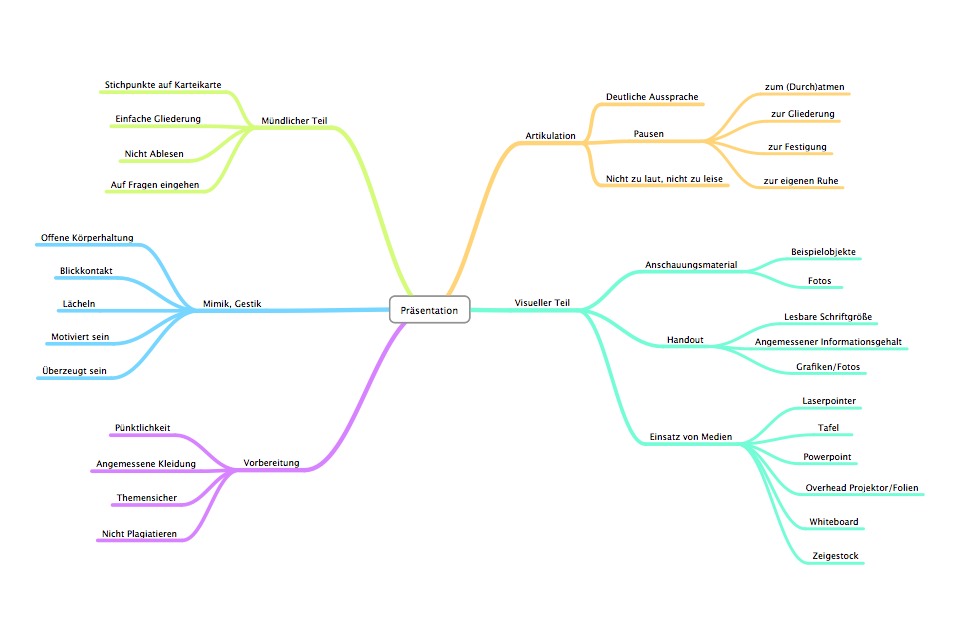 Präsentation
Mündlicher Teil
Stichpunkte auf Karteikarte
Einfache Gliederung
Nicht Ablesen
Auf Fragen eingehen
Mimik, Gestik
Offene Körperhaltung
Blickkontakt
Lächeln
Motiviert sein
Überzeugt sein
Vorbereitung
Pünktlichkeit
Angemessene Kleidung
Themensicher
Nicht Plagiatieren
Artikulation
Deutliche Aussprache
Pausen
zum (Durch)atmen
zur Gliederung
zur Festigung
zur eigenen Ruhe
Nicht zu laut, nicht zu leise
Visueller Teil
Anschauungsmaterial
Beispielobjekte
Fotos
Handout
Lesbare Schriftgröße
Angemessener Informationsgehalt
Grafiken/Fotos
Einsatz von Medien
Laserpointer
Tafel
Powerpoint
Overhead Projektor/Folien
Whiteboard
Zeigestock